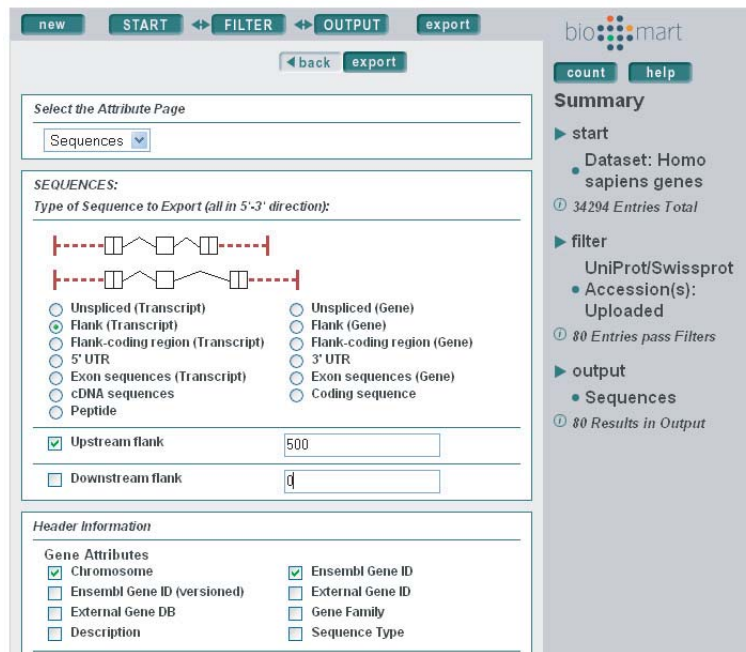 new START FILTER OUTPUT export
back export
Select the Attribute Page
Sequences
SEQUENCES:
Type of Sequence to Export (all in 5'-3' direction):
Unspliced (Transcript) Unspliced (Gene)
Flank (Transcript) Flank (Gene)
Flank-coding region (Transcript) Flank-coding region (Gene)
5' UTR 3' UTR
Exon sequences (Transcript) Exon sequences (Gene)
cDNA sequences Coding sequence
Peptide
Upstream flank 500
Downstream flank 0
Header Information
Gene Attributes
Chromosome Ensembl Gene ID
Ensembl Gene ID (versioned) External Gene ID
External Gene DB Gene Family
Description Sequence Type
bio mart
count help
Summary
start
Dataset: Homo
sapiens genes
34294 Entries Total
filter
UniProt/Swissprot
Accession(s):
Uploaded
80 Entries pass Filters
output
Sequences
80 Results in Output